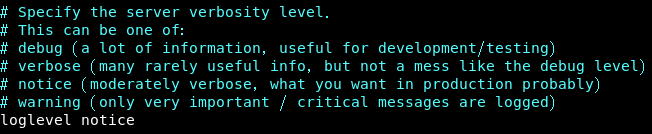 # Specify the server verbosity level.
# This can be one of:
# debug (a lot of information, useful for development/testing)
# verbose (many rarely useful info, but not a mess like the debug level)
# notice (moderately verbose, what you want in production probably)
# warning (only very important / critical messages are logged)
loglevel notice